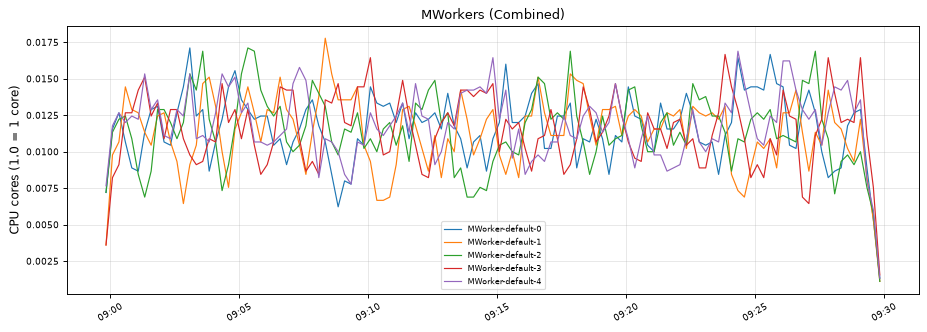 MWorkers (Combined)
CPU cores (1.0 = 1 core)
0.0175
0.0150
0.0125
0.0100
0.0075
0.0050
0.0025
MWorker-default-0
MWorker-default-1
MWorker-default-2
MWorker-default-3
MWorker-default-4
09:00
09:05
09:10
09:15
09:20
09:25
09:30